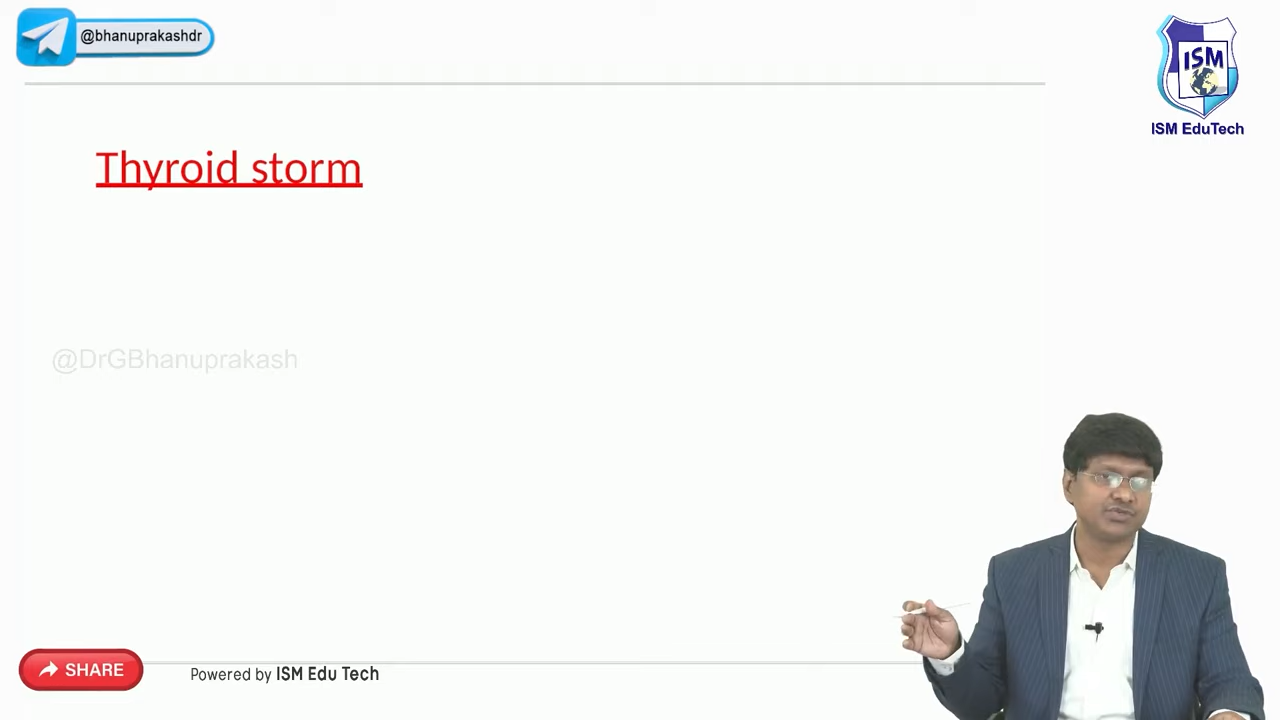 @bhanuprakashdr
ISM
ISM EduTech
Thyroid storm
@DrGBhanuprakash
SHARE
Powered by ISM Edu Tech